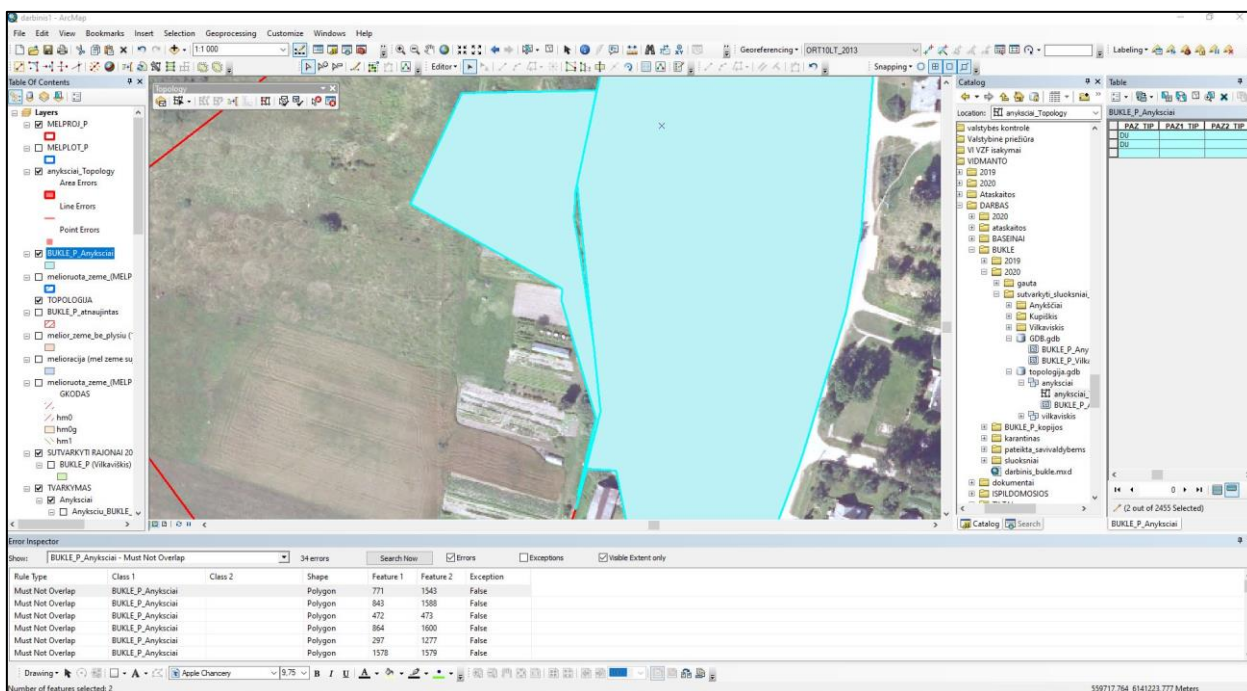 darbinis1 - ArcMap
File Edit View Bookmarks Insert Selection Geoprocessing Customize Windows Help
1:1 000
Georeferencing ORT10LT_2013
Labeling
Editor
Snapping
Table Of Contents
Layers
MELPROJ_P
MELPLOT_P
anyksciai_Topology
Area Errors
Line Errors
Point Errors
BUKLE_P_Anyksciai
melioruota_zeme_(MELP
TOPOLOGIJA
BUKLE_P_atnaujintas
melior_zeme_be_plysiu (
melioracija (mel zeme su
melioruota_zeme_(MELP
GKODAS
hm0
hm0g
hm1
SUTVARKYTI RAJONAI 20
BUKLE_P (Vilkaviškis)
TVARKYMAS
Anyksciai
Anyksciu_BUKLE_
Topology
Catalog
Location: anyksciai_Topology
valstybes kontrole
Valstybinė priežiūra
VI VZF isakymai
VIDMANTO
2019
2020
Ataskaitos
DARBAS
2020
ataskaitos
BASEINAI
BUKLE
2019
2020
gauta
sutvarkyti_sluoksniai_
Anykščiai
Kupiškis
Vilkaviskis
GDB.gdb
BUKLE_P_Any
BUKLE_P_Vilk
topologija.gdb
anyksciai
anyksciai_
BUKLE_P_
vilkaviskis
BUKLE_P_kopijos
karantinas
pateikta_savivaldybems
sluoksniai
darbinis_bukle.mxd
dokumentai
ISPILDOMOSIOS
Catalog Search
Table
BUKLE_P_Anyksciai
PAZ_TIP PAZ1_TIP PAZ2_TIP
DU
DU
0
(2 out of 2455 Selected)
BUKLE_P_Anyksciai
Error Inspector
Show: BUKLE_P_Anyksciai - Must Not Overlap 34 errors Search Now Errors Exceptions Visible Extent only
Rule Type Class 1 Class 2 Shape Feature 1 Feature 2 Exception
Must Not Overlap BUKLE_P_Anyksciai Polygon 771 1543 False
Must Not Overlap BUKLE_P_Anyksciai Polygon 843 1588 False
Must Not Overlap BUKLE_P_Anyksciai Polygon 472 473 False
Must Not Overlap BUKLE_P_Anyksciai Polygon 864 1600 False
Must Not Overlap BUKLE_P_Anyksciai Polygon 297 1277 False
Must Not Overlap BUKLE_P_Anyksciai Polygon 1578 1579 False
Drawing A Apple Chancery 9,75 B I U A
Number of features selected: 2
559717,764 6141223,777 Meters